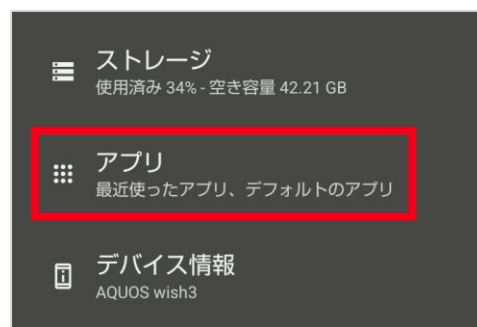 ストレージ
使用済み 34% - 空き容量 42.21 GB
アプリ
最近使ったアプリ、デフォルトのアプリ
デバイス情報
AQUOS wish3